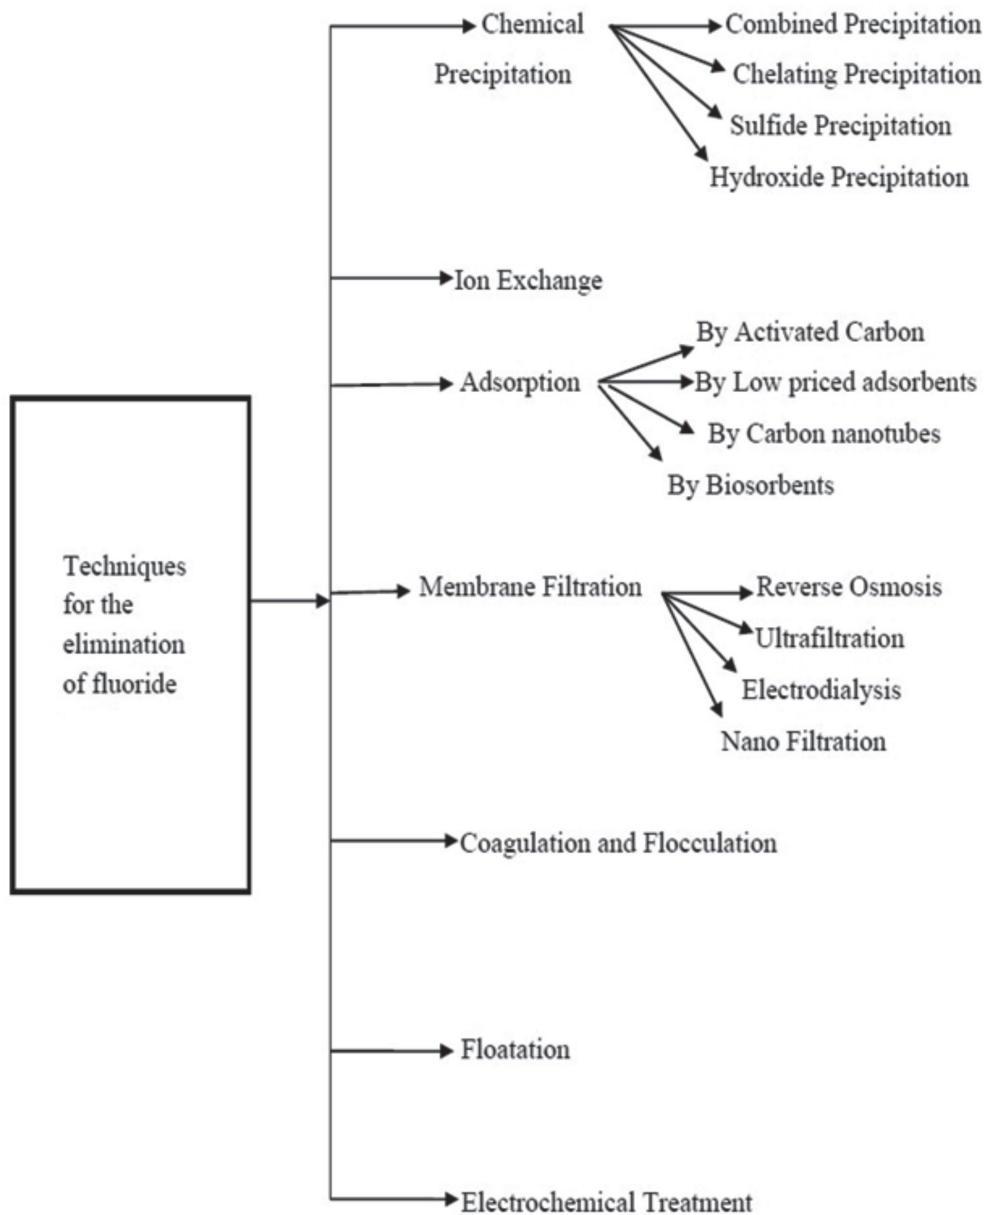 Chemical
Precipitation
Combined Precipitation
Chelating Precipitation
Sulfide Precipitation
Hydroxide Precipitation
Ion Exchange
Adsorption
By Activated Carbon
By Low priced adsorbents
By Carbon nanotubes
By Biosorbents
Techniques
for the
elimination
of fluoride
Membrane Filtration
Reverse Osmosis
Ultrafiltration
Electrodialysis
Nano Filtration
Coagulation and Flocculation
Floatation
Electrochemical Treatment